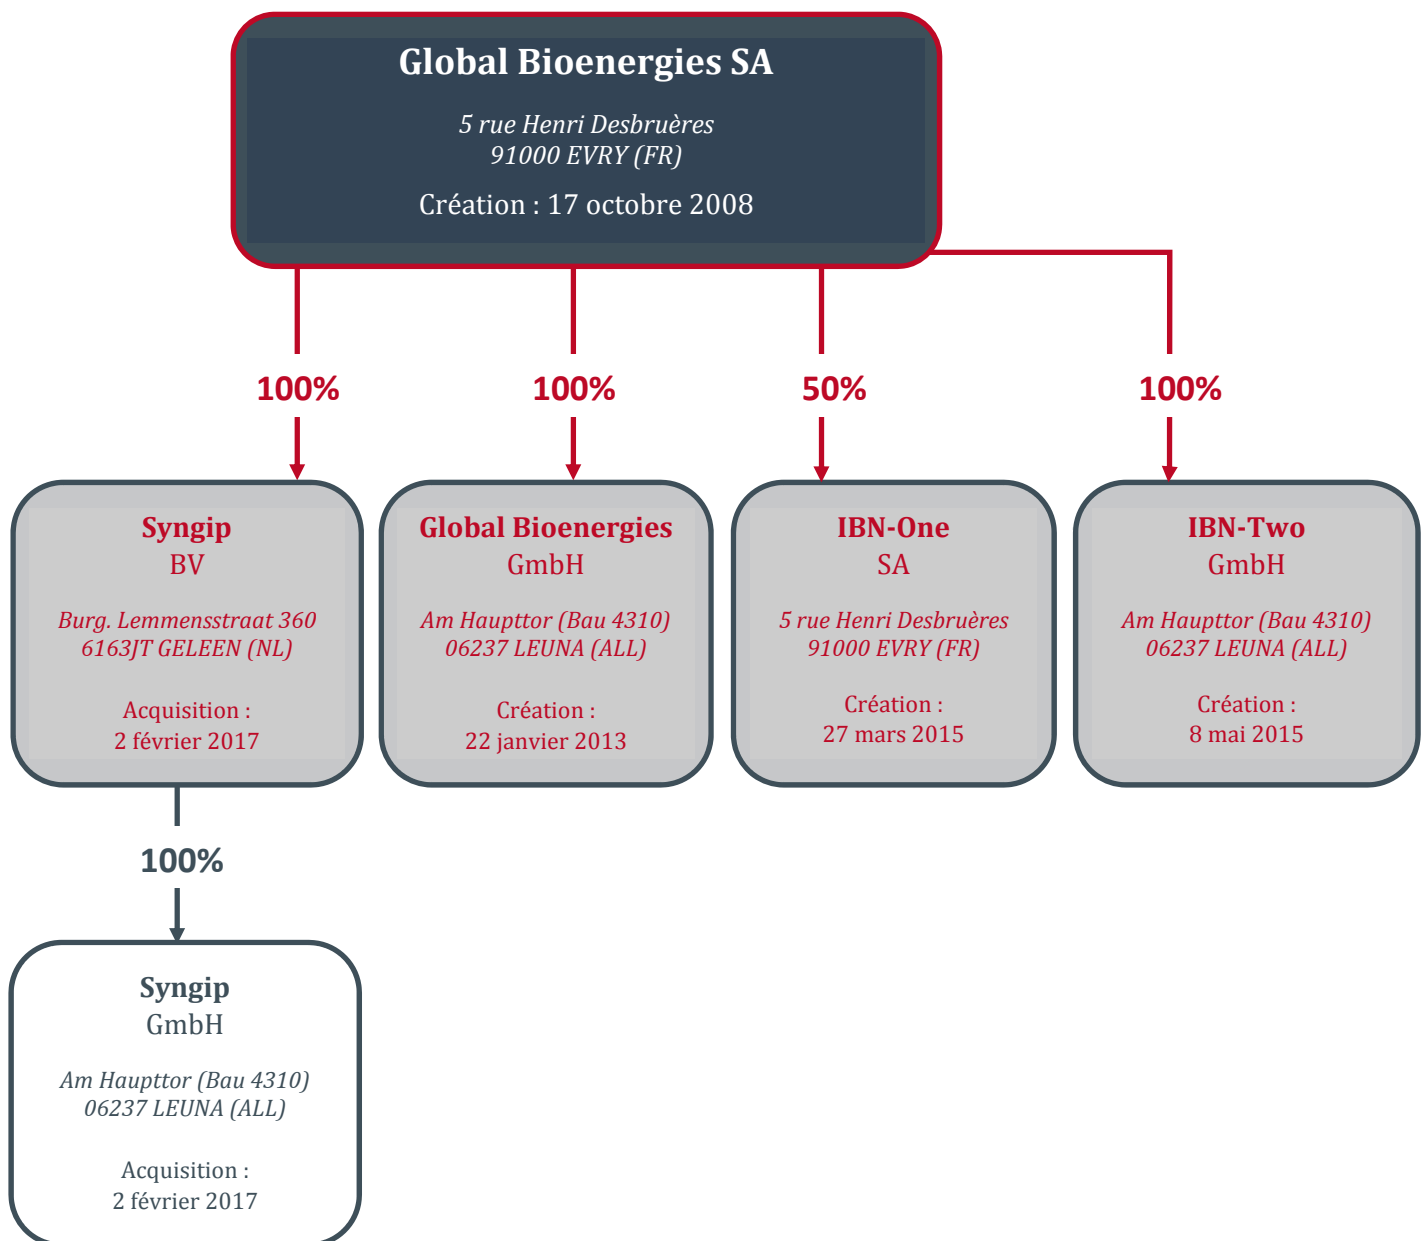 Global Bioenergies SA
5 rue Henri Desbruères
91000 EVRY (FR)
Création : 17 octobre 2008
100%
100%
50%
100%
Syngip
BV
Burg. Lemmensstraat 360
6163JT GELEEN (NL)
Acquisition :
2 février 2017
Global Bioenergies
GmbH
Am Haupttor (Bau 4310)
06237 LEUNA (ALL)
Création :
22 janvier 2013
IBN-One
SA
5 rue Henri Desbruères
91000 EVRY (FR)
Création :
27 mars 2015
IBN-Two
GmbH
Am Haupttor (Bau 4310)
06237 LEUNA (ALL)
Création :
8 mai 2015
100%
Syngip
GmbH
Am Haupttor (Bau 4310)
06237 LEUNA (ALL)
Acquisition :
2 février 2017